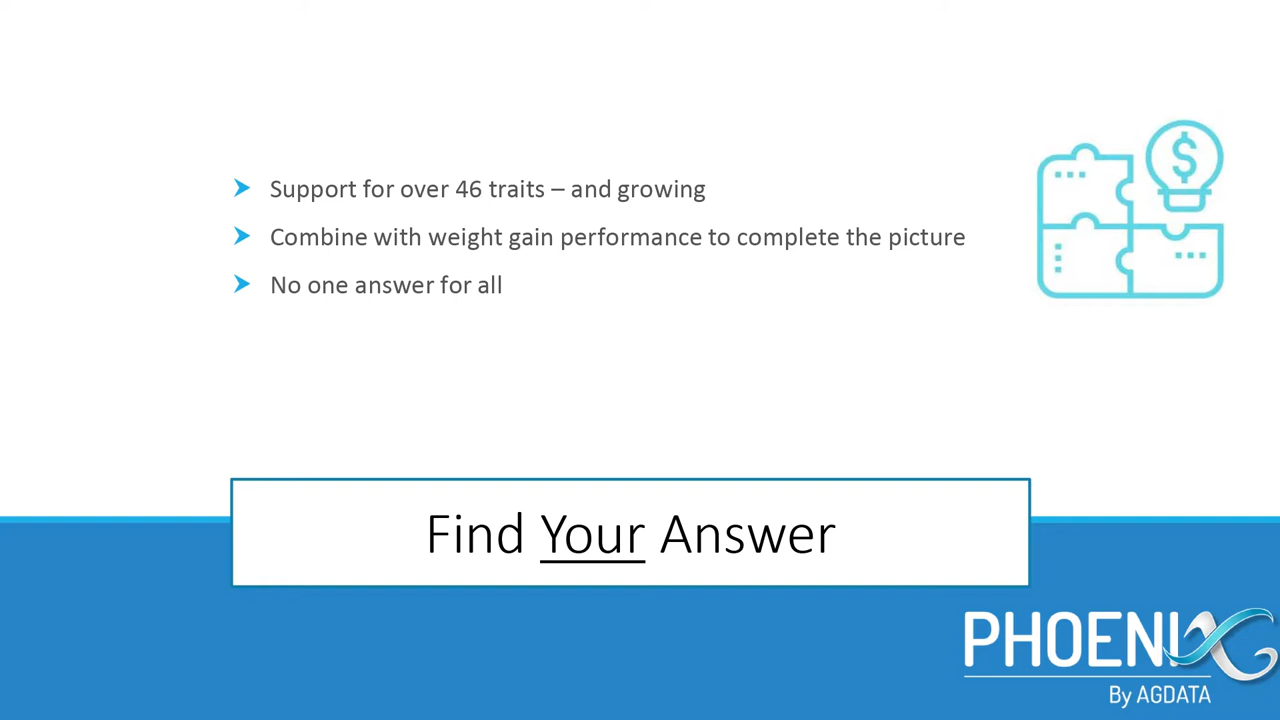 Support for over 46 traits – and growing
Combine with weight gain performance to complete the picture
No one answer for all
Find Your Answer
PHOENIX
By AGDATA